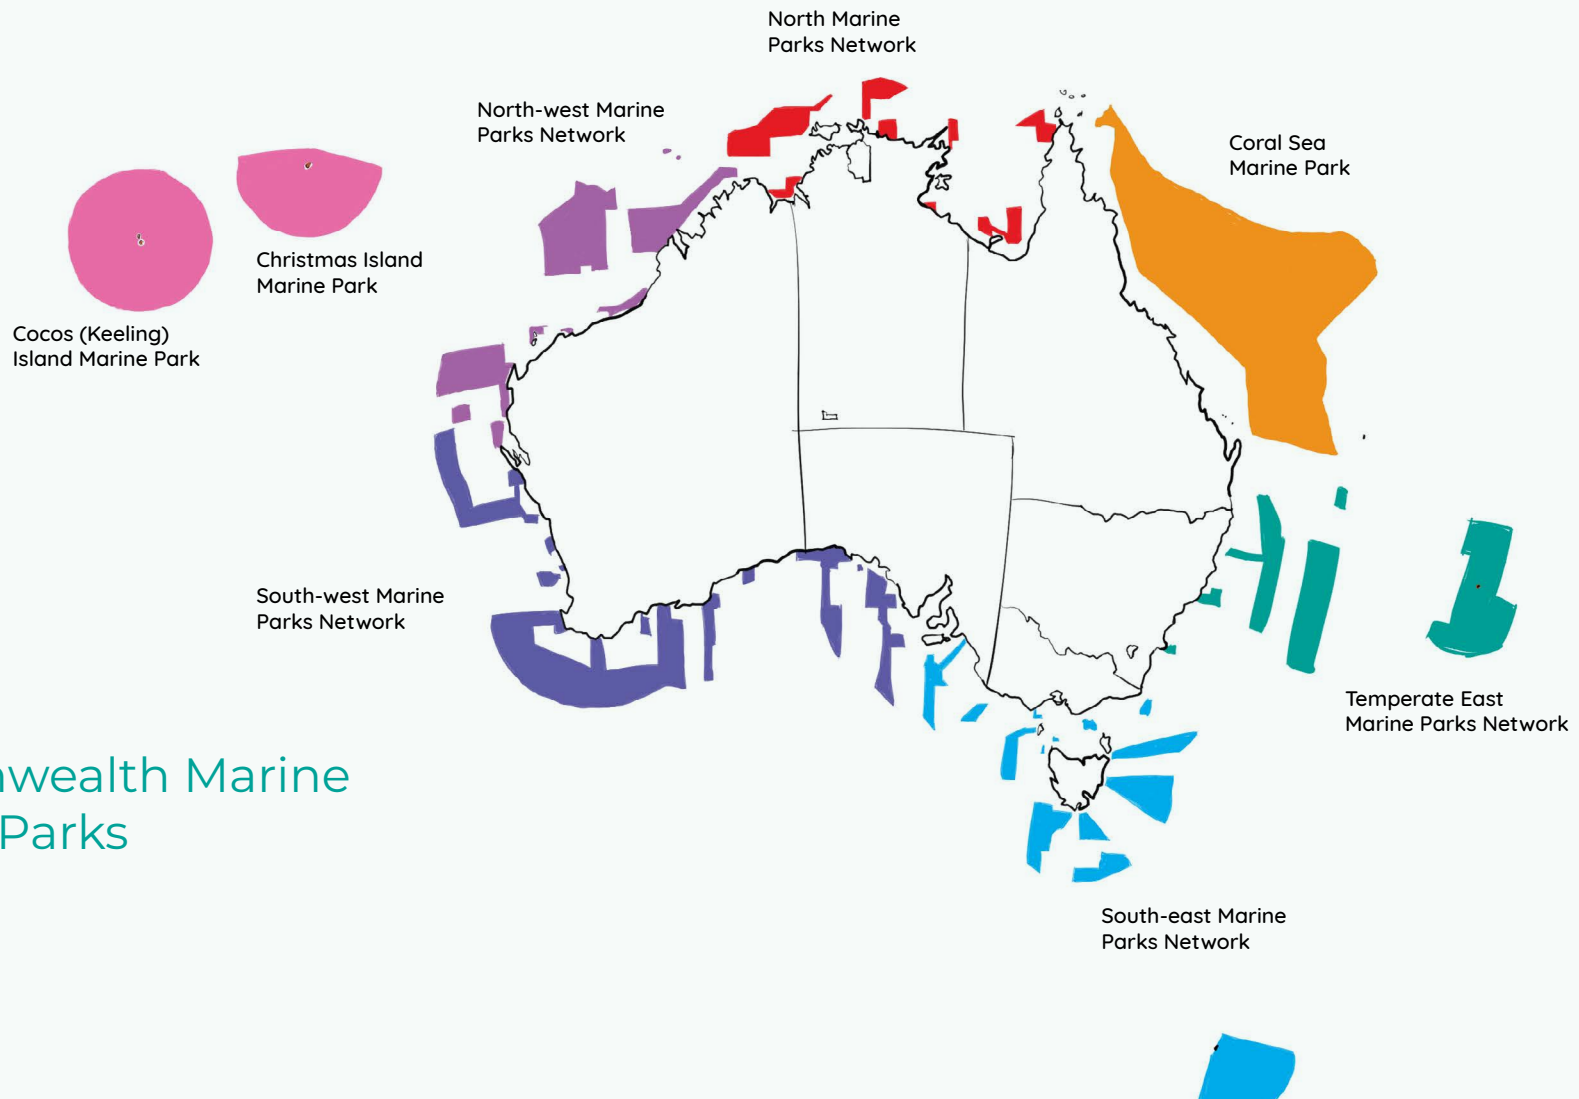 North Marine
Parks Network
North-west Marine
Parks Network
Coral Sea
Marine Park
Christmas Island
Marine Park
Cocos (Keeling)
Island Marine Park
South-west Marine
Parks Network
Temperate East
Marine Parks Network
nwealth Marine
Parks
South-east Marine
Parks Network